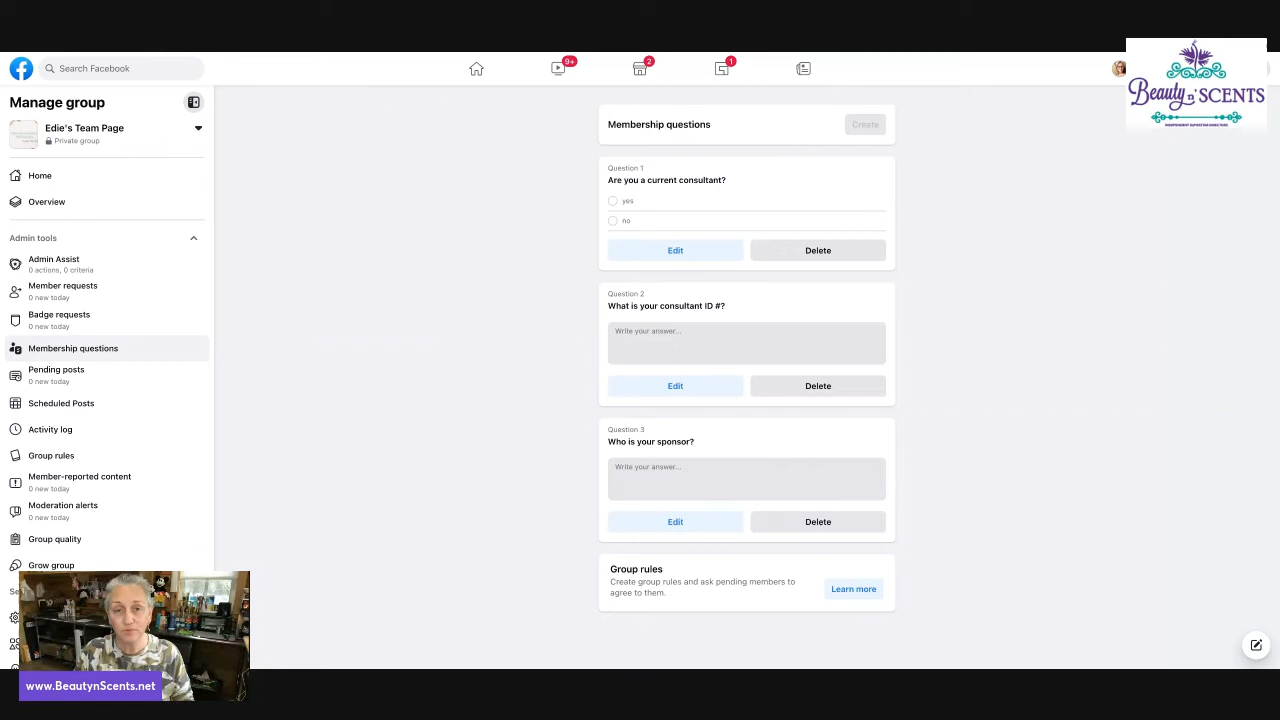 Search Facebook
9+
2
1
Beauty n' SCENTS
INDEPENDENT SUPERSTAR DIRECTORS
Manage group
Edie's Team Page
Private group
Home
Overview
Admin tools
Admin Assist
0 actions, 0 criteria
Member requests
0 new today
Badge requests
0 new today
Membership questions
Pending posts
0 new today
Scheduled Posts
Activity log
Group rules
Member-reported content
0 new today
Moderation alerts
0 new today
Group quality
Grow group
Se
www.BeautynScents.net
Membership questions
Create
Question 1
Are you a current consultant?
yes
no
Edit
Delete
Question 2
What is your consultant ID #?
Write your answer...
Edit
Delete
Question 3
Who is your sponsor?
Write your answer...
Edit
Delete
Group rules
Create group rules and ask pending members to
agree to them.
Learn more